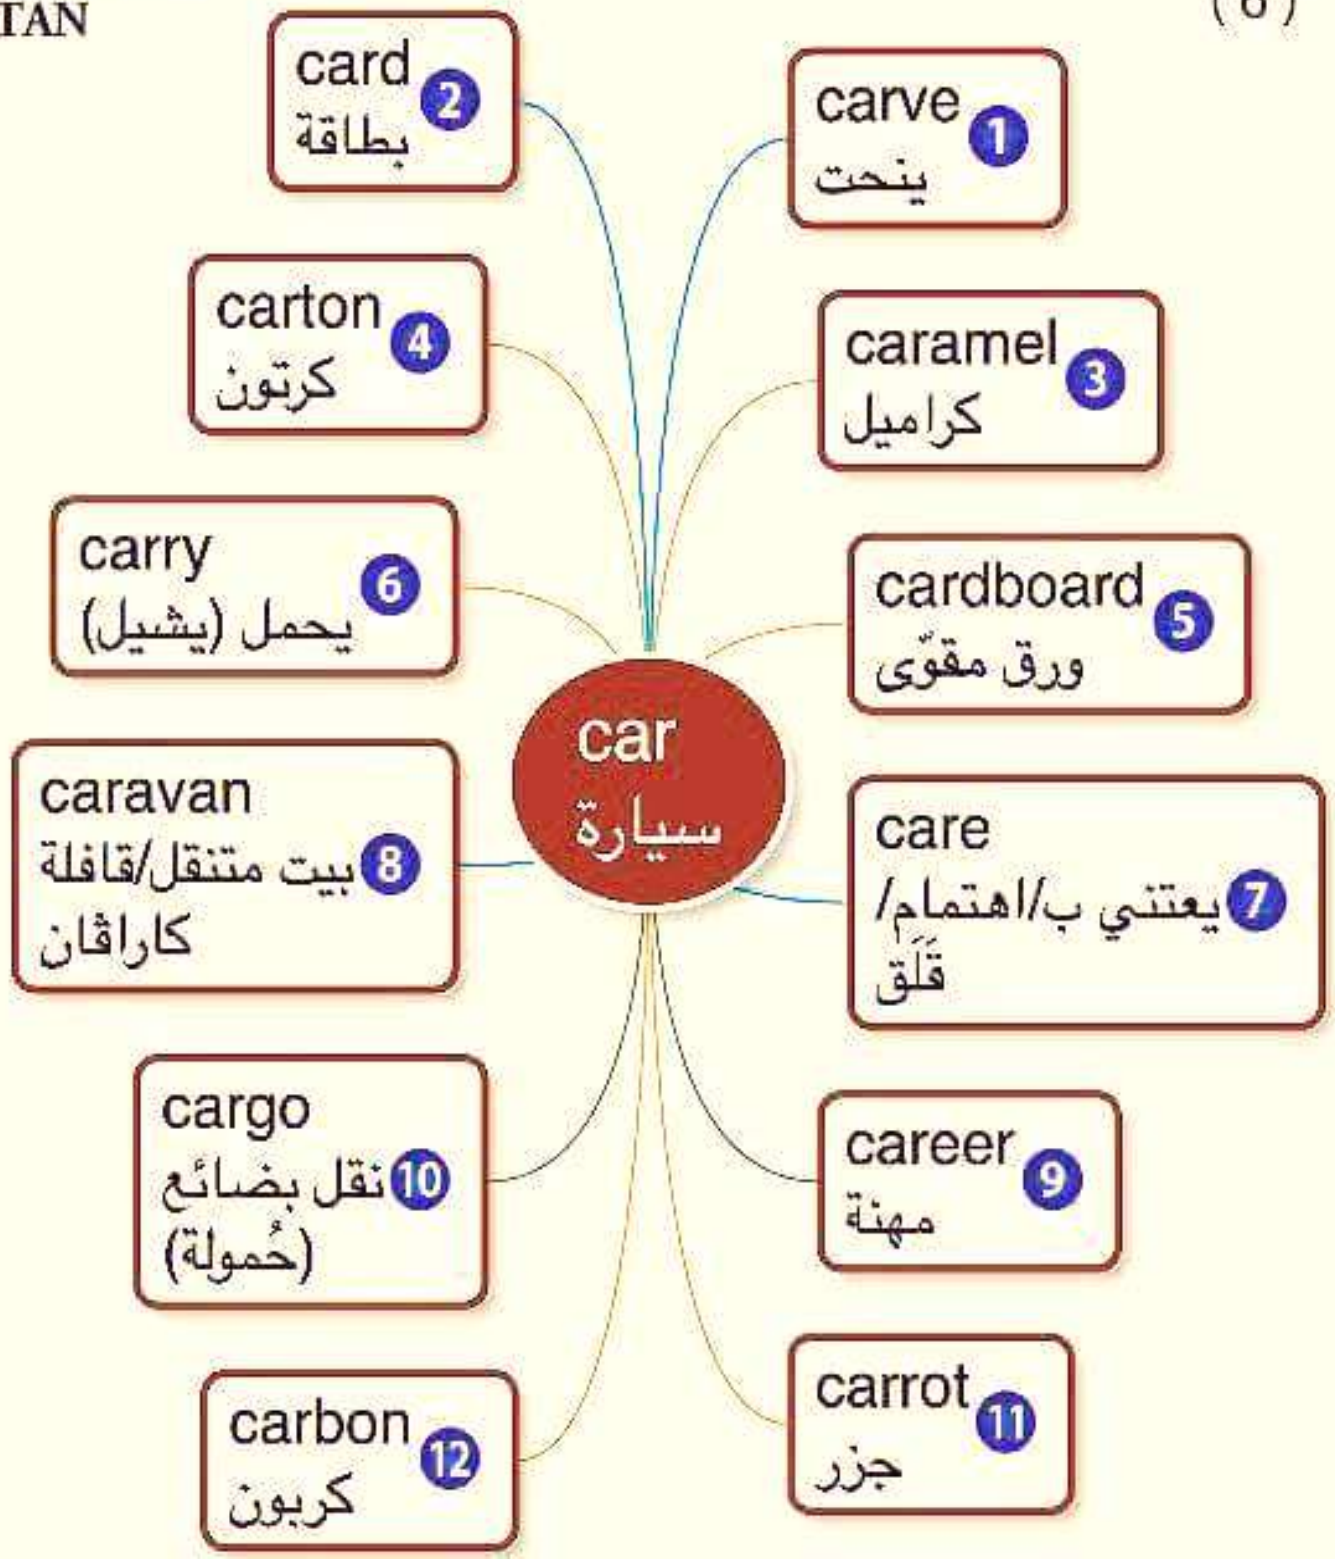 TAN
( 6 )
car
سيارة
carve
1
ينحت
card
2
بطاقة
caramel
3
كراميل
carton
4
كرتون
cardboard
5
ورق مقوّى
carry
6
يحمل (يشيل)
care
7
يعتني ب/اهتمام/
قَلَق
caravan
8
بيت متنقل/قافلة
كاراڤان
career
9
مهنة
cargo
10
نقل بضائع
(حُمولة)
carrot
11
جزر
carbon
12
كربون